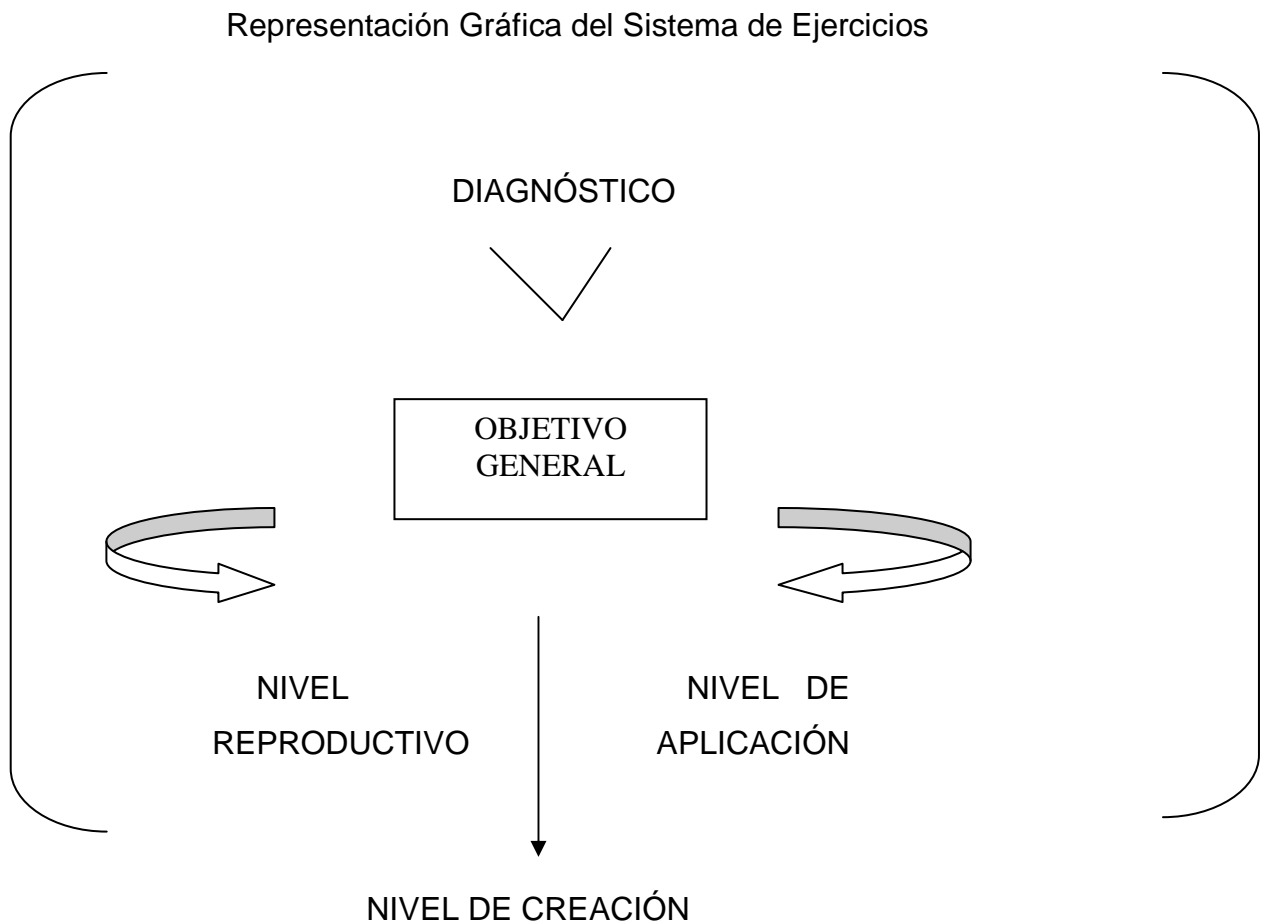 Representación Gráfica del Sistema de Ejercicios
DIAGNÓSTICO
OBJETIVO
GENERAL
NIVEL
REPRODUCTIVO
NIVEL DE
APLICACIÓN
NIVEL DE CREACIÓN